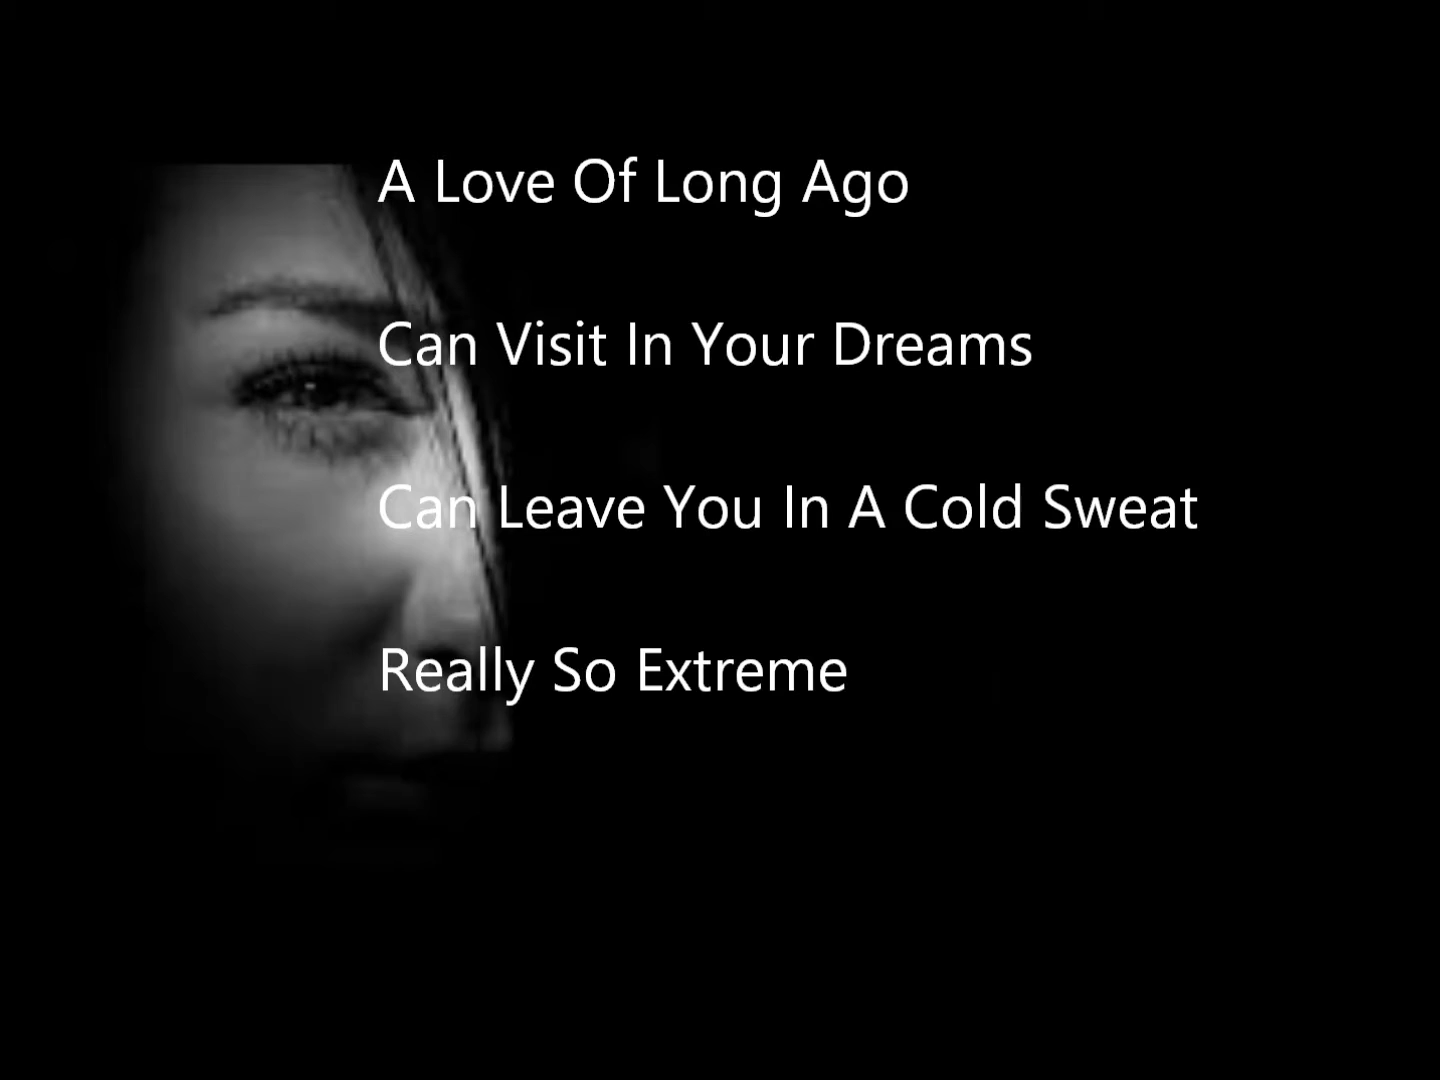 A Love Of Long Ago
Can Visit In Your Dreams
Can Leave You In A Cold Sweat
Really So Extreme